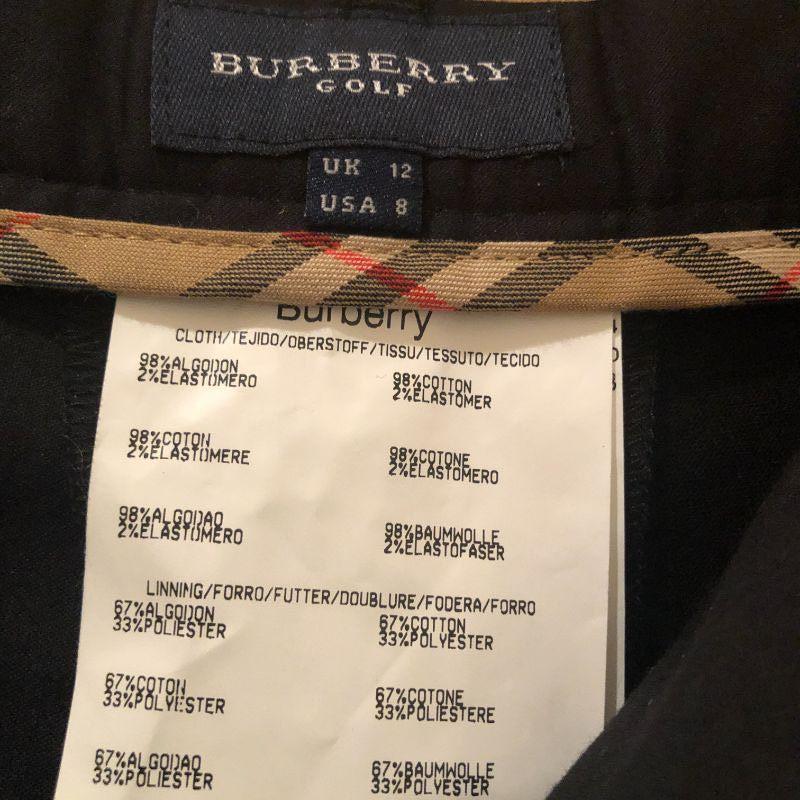 BURBERRY
GOLF
UK 12
USA 8
Burberry
CLOTH/TEJIDO/OBERSTOFF/TISSU/TESSUTO/TECIDO
98%ALGODON
2%ELASTOMERO
98%COTTON
2%ELASTOMER
98%COTON
2%ELASTOMERE
98%COTONE
2%ELASTOMERO
98%ALGODAO
2%ELASTOMERO
98%BAUMWOLLE
2%ELASTOFASER
LINNING/FORRO/FUTTER/DOUBLURE/FODERA/FORRO
67%ALGODON
33%POLIESTER
67%COTTON
33%POLYESTER
67%COTON
33%POLYESTER
67%COTONE
33%POLIESTERE
67%ALGODAO
33%POLIESTER
67%BAUMWOLLE
33%POLYESTER